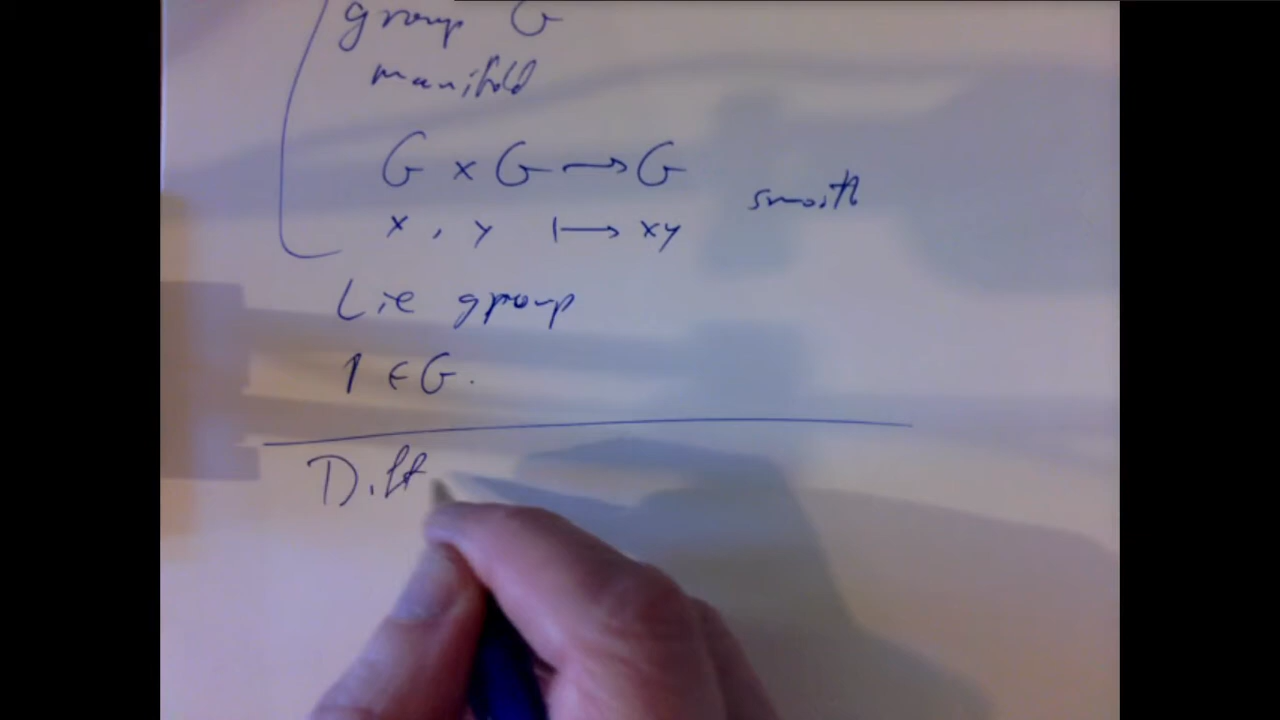 group G
manifold
G × G → G
smooth
x , y ↦ xy
Lie group
1 ∈ G.
Diff